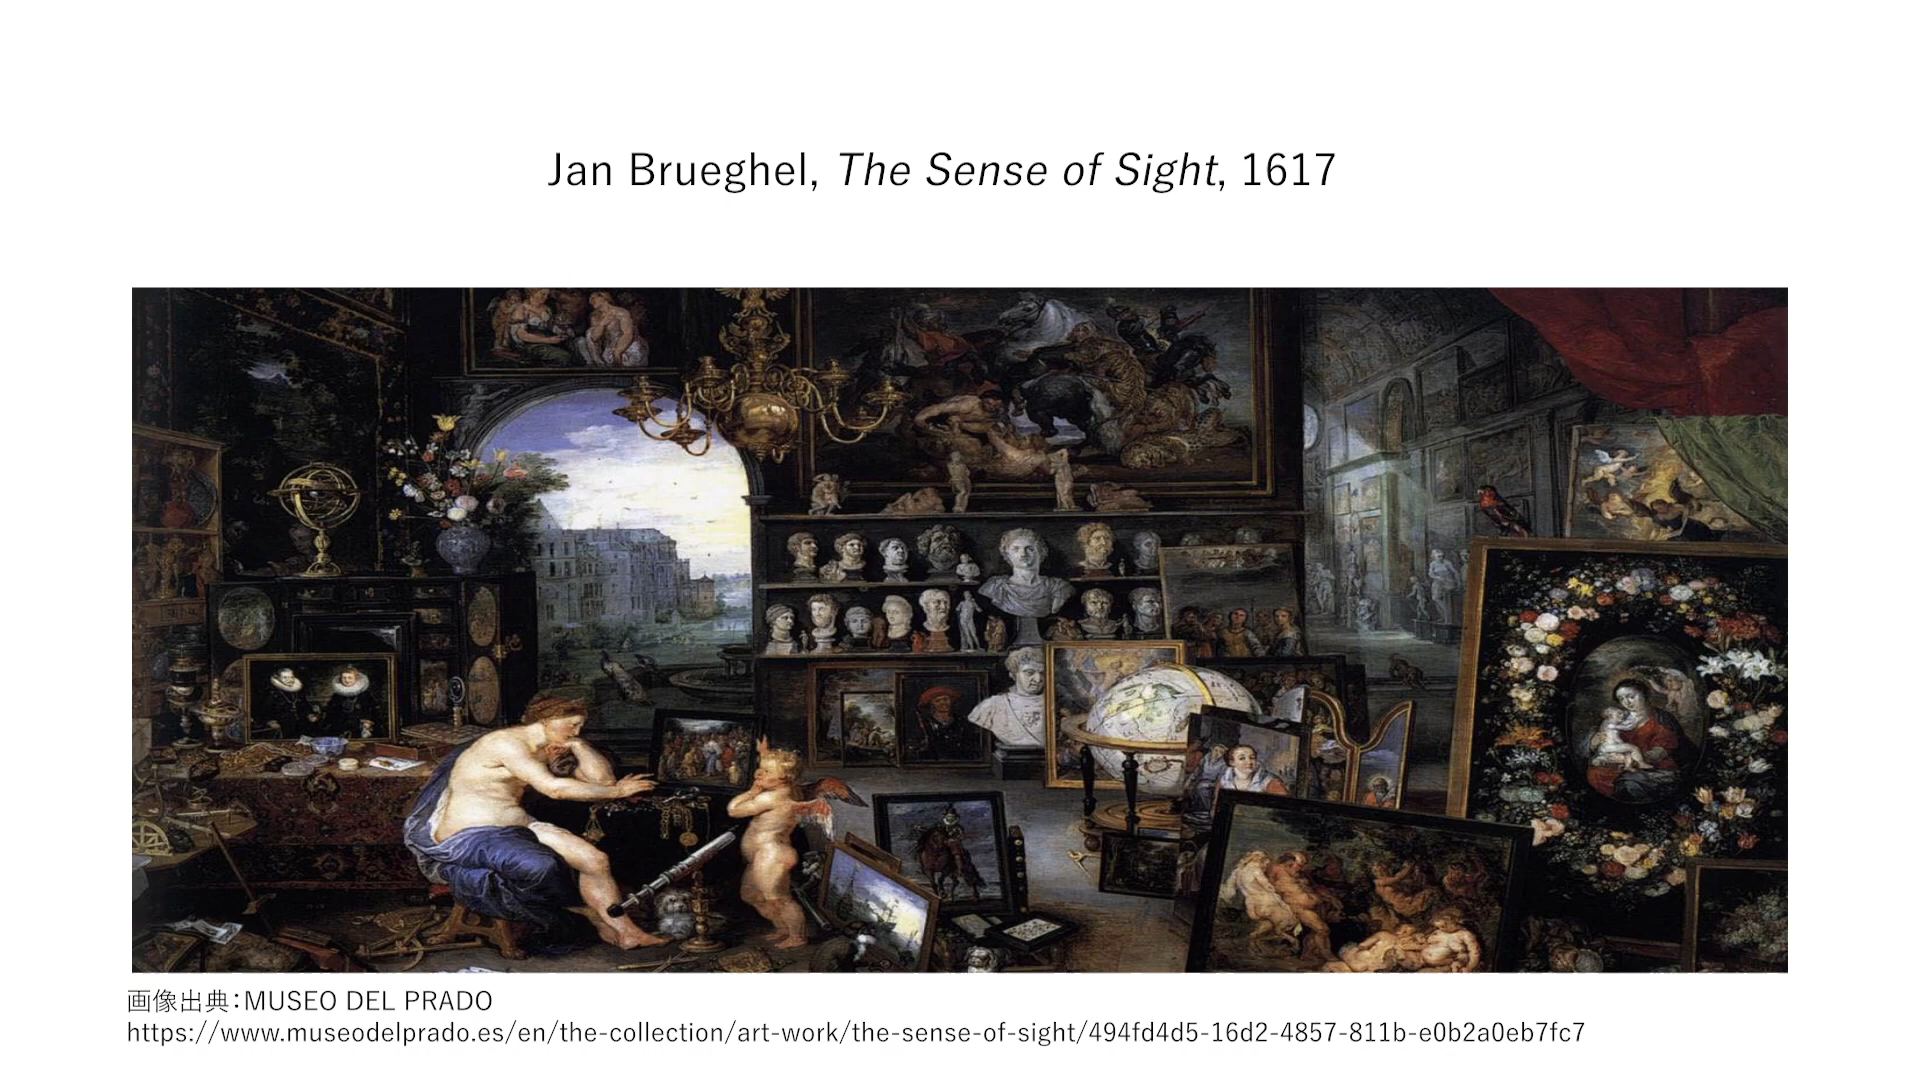 Jan Brueghel, The Sense of Sight, 1617
画像出典：MUSEO DEL PRADO
https://www.museodelprado.es/en/the-collection/art-work/the-sense-of-sight/494fd4d5-16d2-4857-811b-e0b2a0eb7fc7